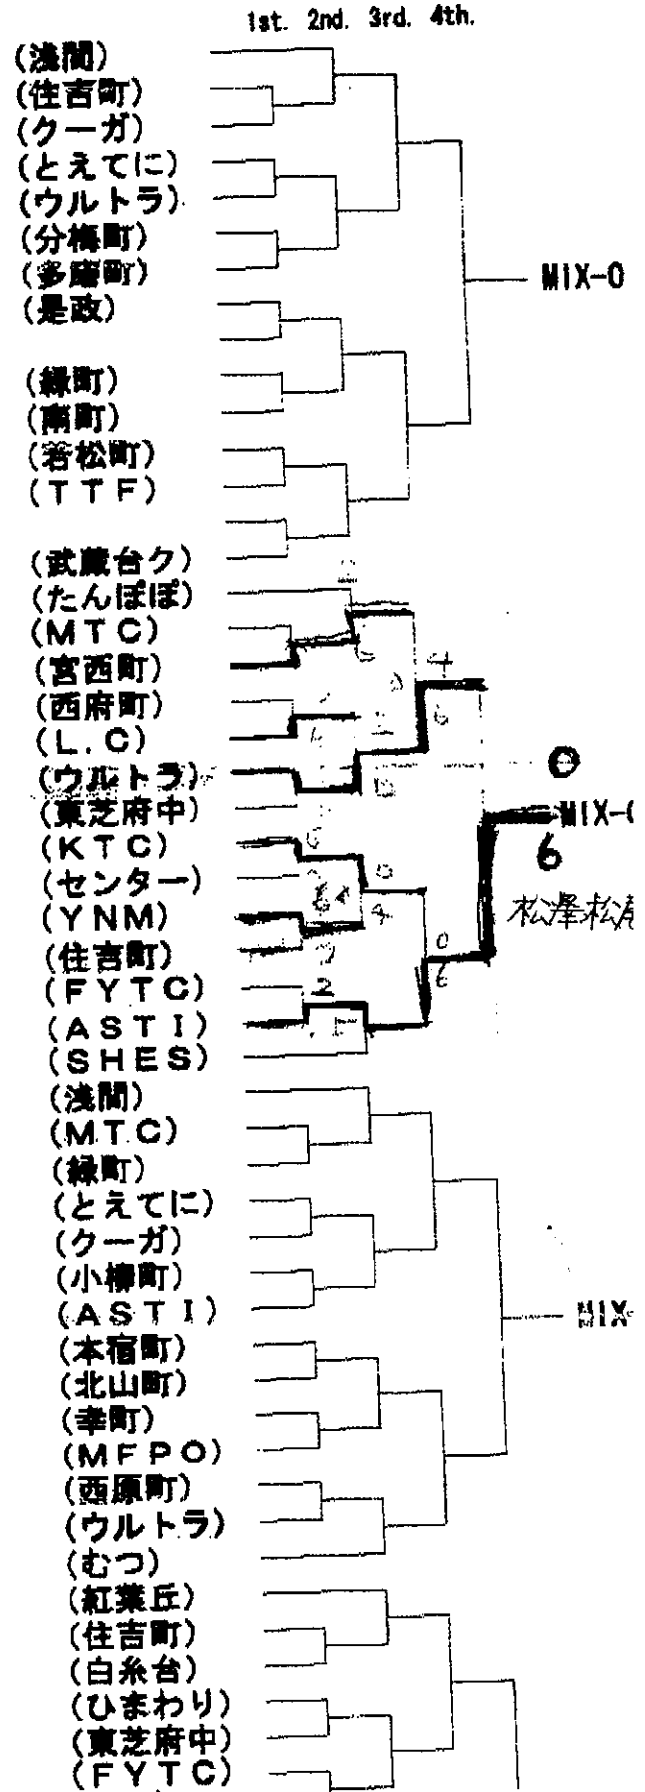 1st. 2nd. 3rd. 4th.
(浅間)
(住吉町)
(クーガ)
(とえてに)
(ウルトラ)
(分梅町)
(多磨町)
MIX-0
(是政)
(緑町)
(南町)
(若松町)
(TTF)
(武蔵台ク)
(たんぽぽ)
(MTC)
(宮西町)
4
(西府町)
6
(L.C)
(ウルトラ)
0
(東芝府中)
MIX-(
(KTC)
6
(センター)
0
(YNM)
4
(住吉町)
0
(FYTC)
6
2
(ASTI)
(SHES)
(浅間)
(MTC)
(緑町)
(とえてに)
(クーガ)
(小柳町)
(ASTI)
MIX-
(本宿町)
(北山町)
(幸町)
(MFPO)
(西原町)
(ウルトラ)
(むつ)
(紅葉丘)
(住吉町)
(白糸台)
(ひまわり)
(東芝府中)
(FYTC)